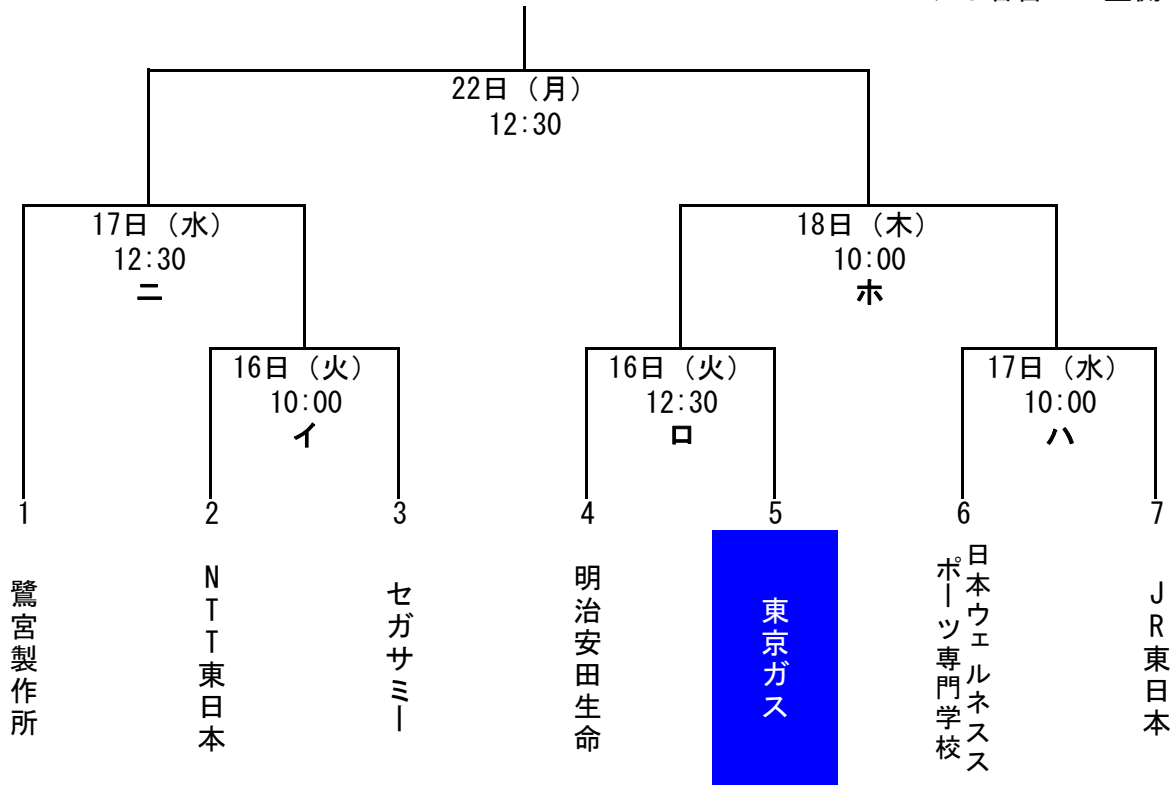 22日（月）
12:30
17日（水）
12:30
ニ
18日（木）
10:00
ホ
16日（火）
10:00
イ
16日（火）
12:30
ロ
17日（水）
10:00
ハ
1
2
3
4
5
6
7
鷺宮製作所
NTT東日本
セガサミー
明治安田生命
東京ガス
日本ウェルネススス
ポーツ専門学校
JR東日本